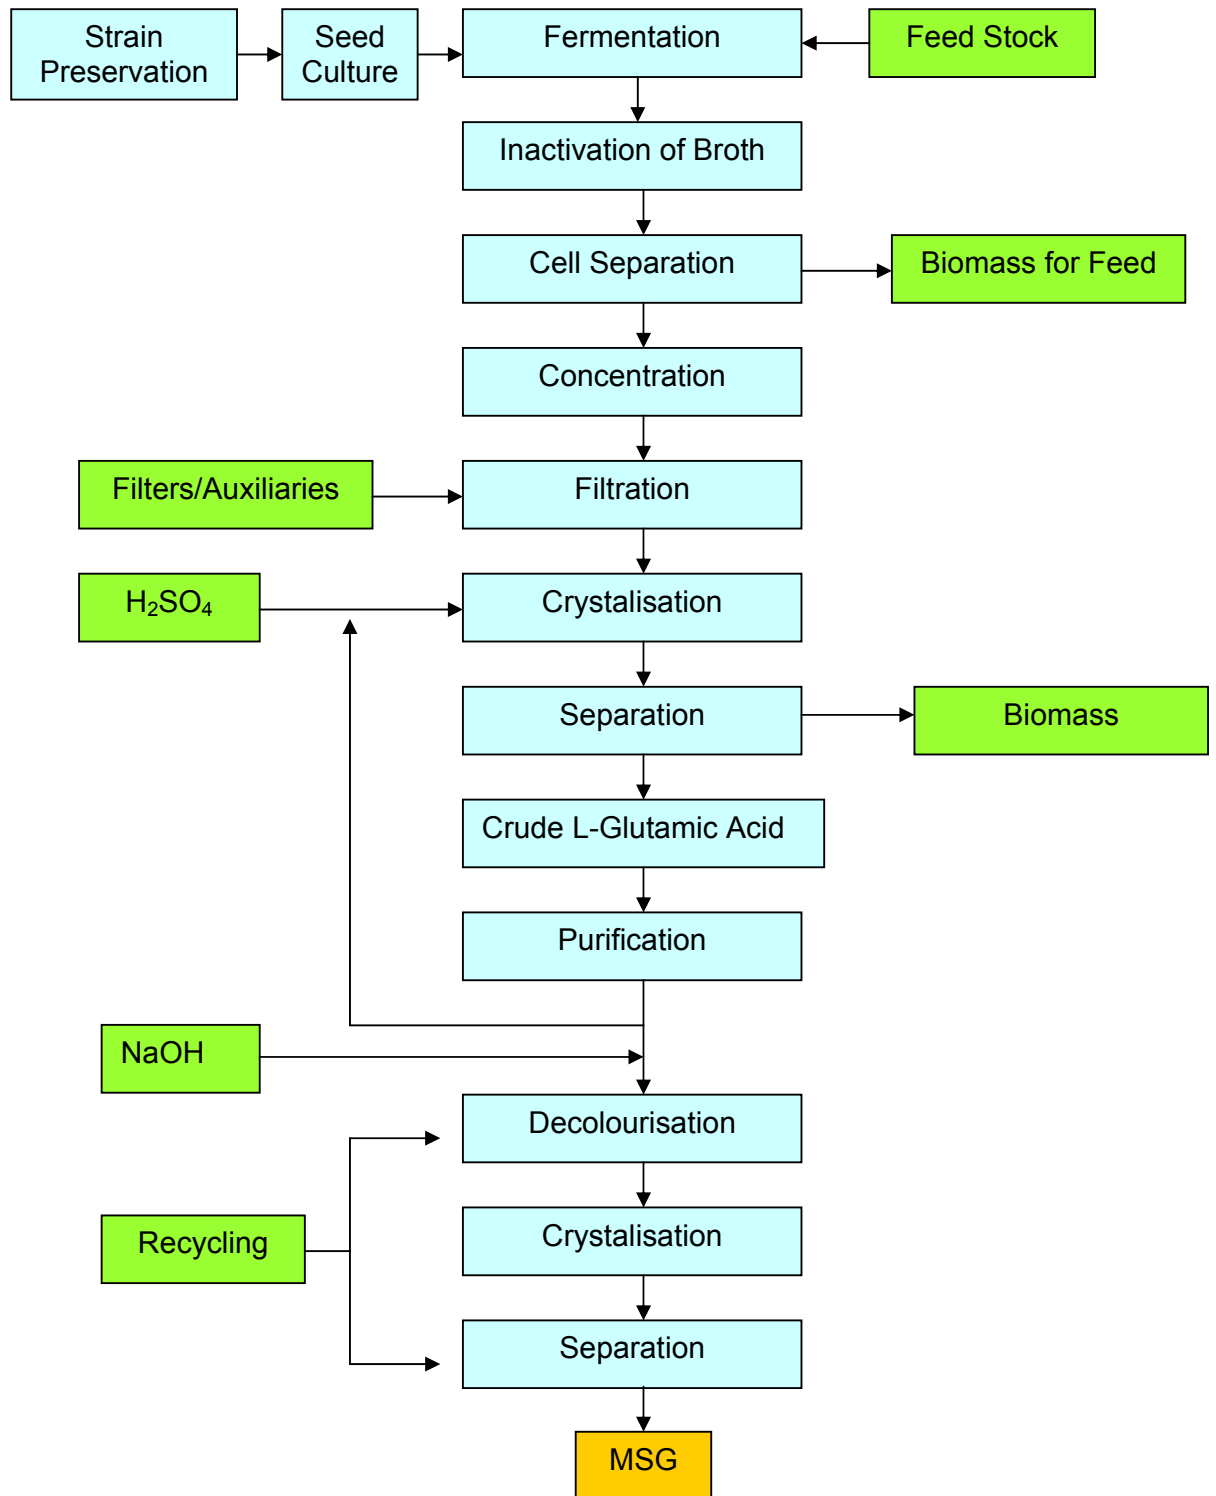 Strain
Preservation
Seed
Culture
Fermentation
Feed Stock
Inactivation of Broth
Cell Separation
Biomass for Feed
Concentration
Filters/Auxiliaries
Filtration
H₂SO₄
Crystalisation
Separation
Biomass
Crude L-Glutamic Acid
Purification
NaOH
Decolourisation
Recycling
Crystalisation
Separation
MSG